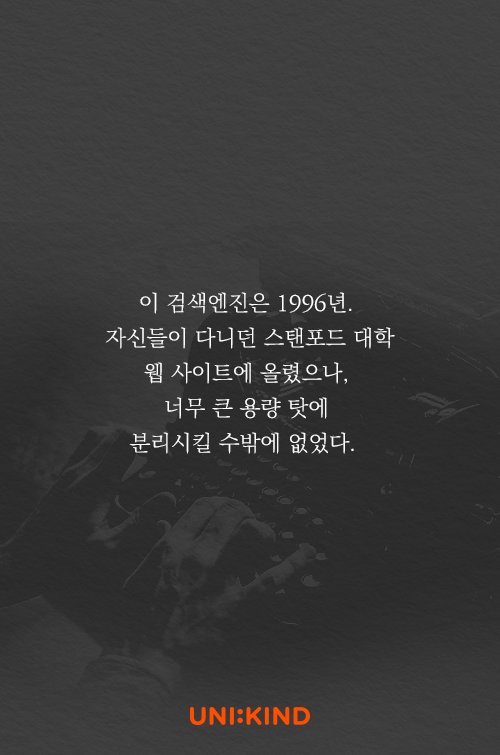 이 검색엔진은 1996년.
자신들이 다니던 스탠포드 대학
웹 사이트에 올렸으나,
너무 큰 용량 탓에
분리시킬 수밖에 없었다.
UNI:KIND